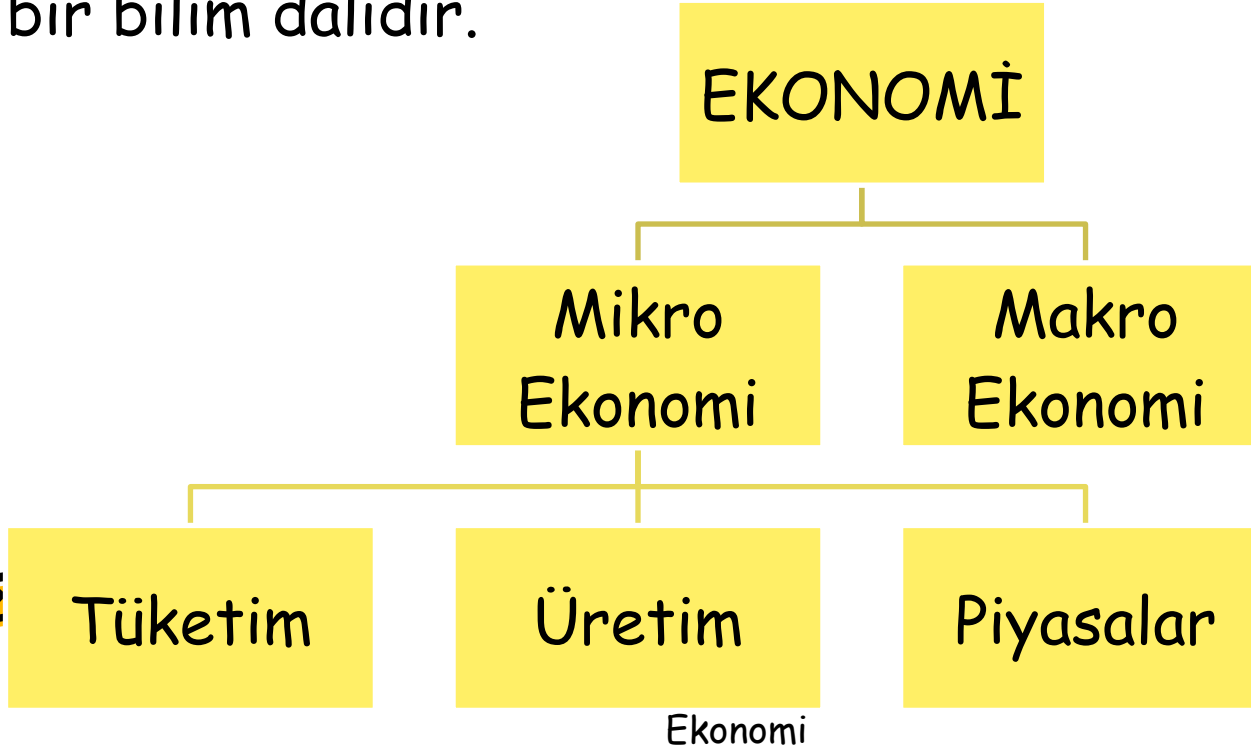 bir bilim dalıdır.
EKONOMİ
Mikro
Ekonomi
Makro
Ekonomi
Tüketim
Üretim
Piyasalar
Ekonomi